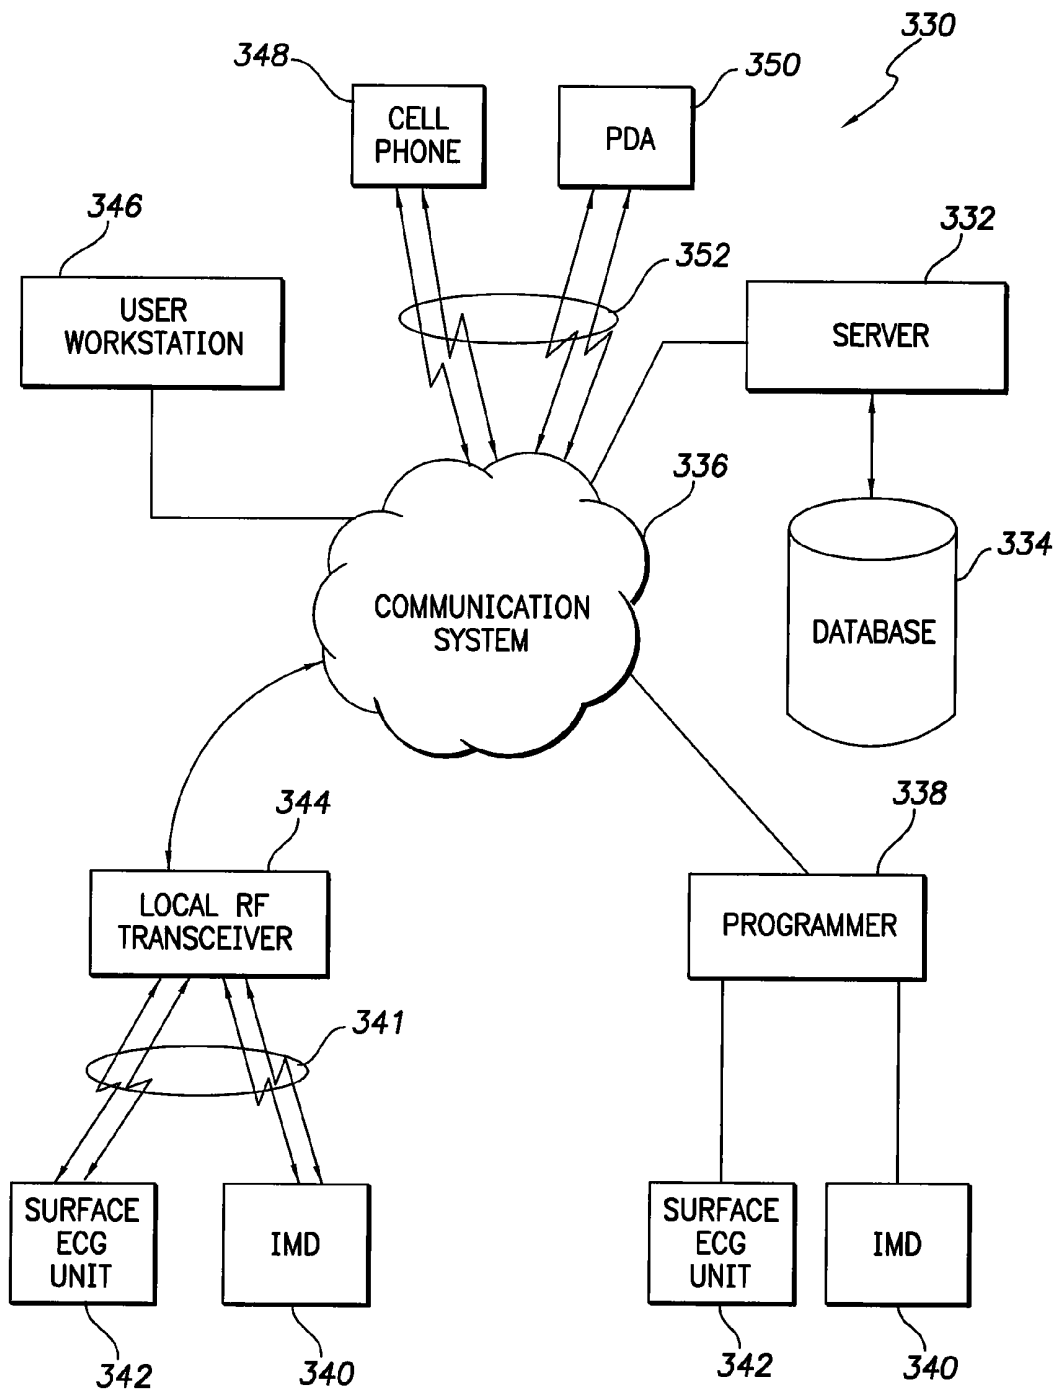 330
348
CELL
PHONE
350
PDA
346
USER
WORKSTATION
352
332
SERVER
336
COMMUNICATION
SYSTEM
334
DATABASE
344
LOCAL RF
TRANSCEIVER
338
PROGRAMMER
341
SURFACE
ECG
UNIT
342
IMD
340
SURFACE
ECG
UNIT
342
IMD
340